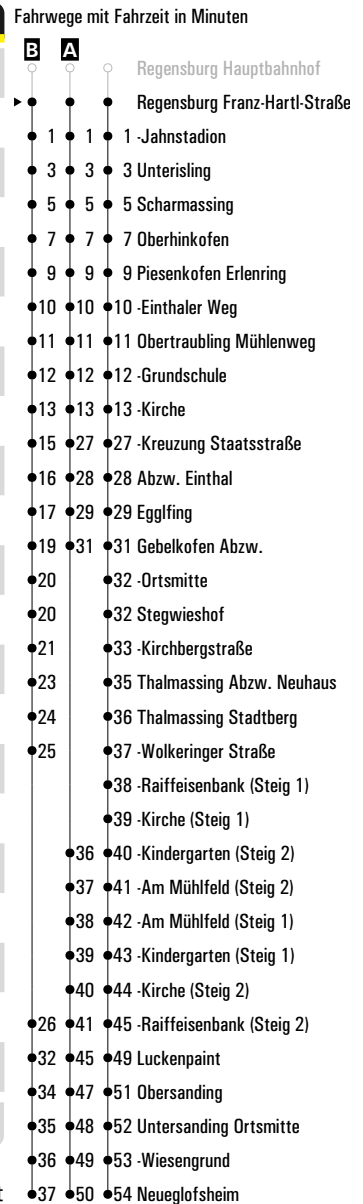 Fahrwege mit Fahrzeit in Minuten
B A
Regensburg Hauptbahnhof
Regensburg Franz-Hartl-Straße
1 1 1 -Jahnstadion
3 3 3 Unterisling
5 5 5 Scharmassing
7 7 7 Oberhinkofen
9 9 9 Piesenkofen Erlenring
10 10 10 -Einthaler Weg
11 11 11 Obertraubling Mühlenweg
12 12 12 -Grundschule
13 13 13 -Kirche
15 27 27 -Kreuzung Staatsstraße
16 28 28 Abzw. Einthal
17 29 29 Egglfing
19 31 31 Gebelkofen Abzw.
20 32 -Ortsmitte
20 32 Stegwieshof
21 33 -Kirchbergstraße
23 35 Thalmassing Abzw. Neuhaus
24 36 Thalmassing Stadtberg
25 37 -Wolkeringer Straße
38 -Raiffeisenbank (Steig 1)
39 -Kirche (Steig 1)
36 40 -Kindergarten (Steig 2)
37 41 -Am Mühlfeld (Steig 2)
38 42 -Am Mühlfeld (Steig 1)
39 43 -Kindergarten (Steig 1)
40 44 -Kirche (Steig 2)
26 41 45 -Raiffeisenbank (Steig 2)
32 45 49 Luckenpaint
34 47 51 Obersanding
35 48 52 Untersanding Ortsmitte
36 49 53 -Wiesengrund
37 50 54 Neueglofsheim